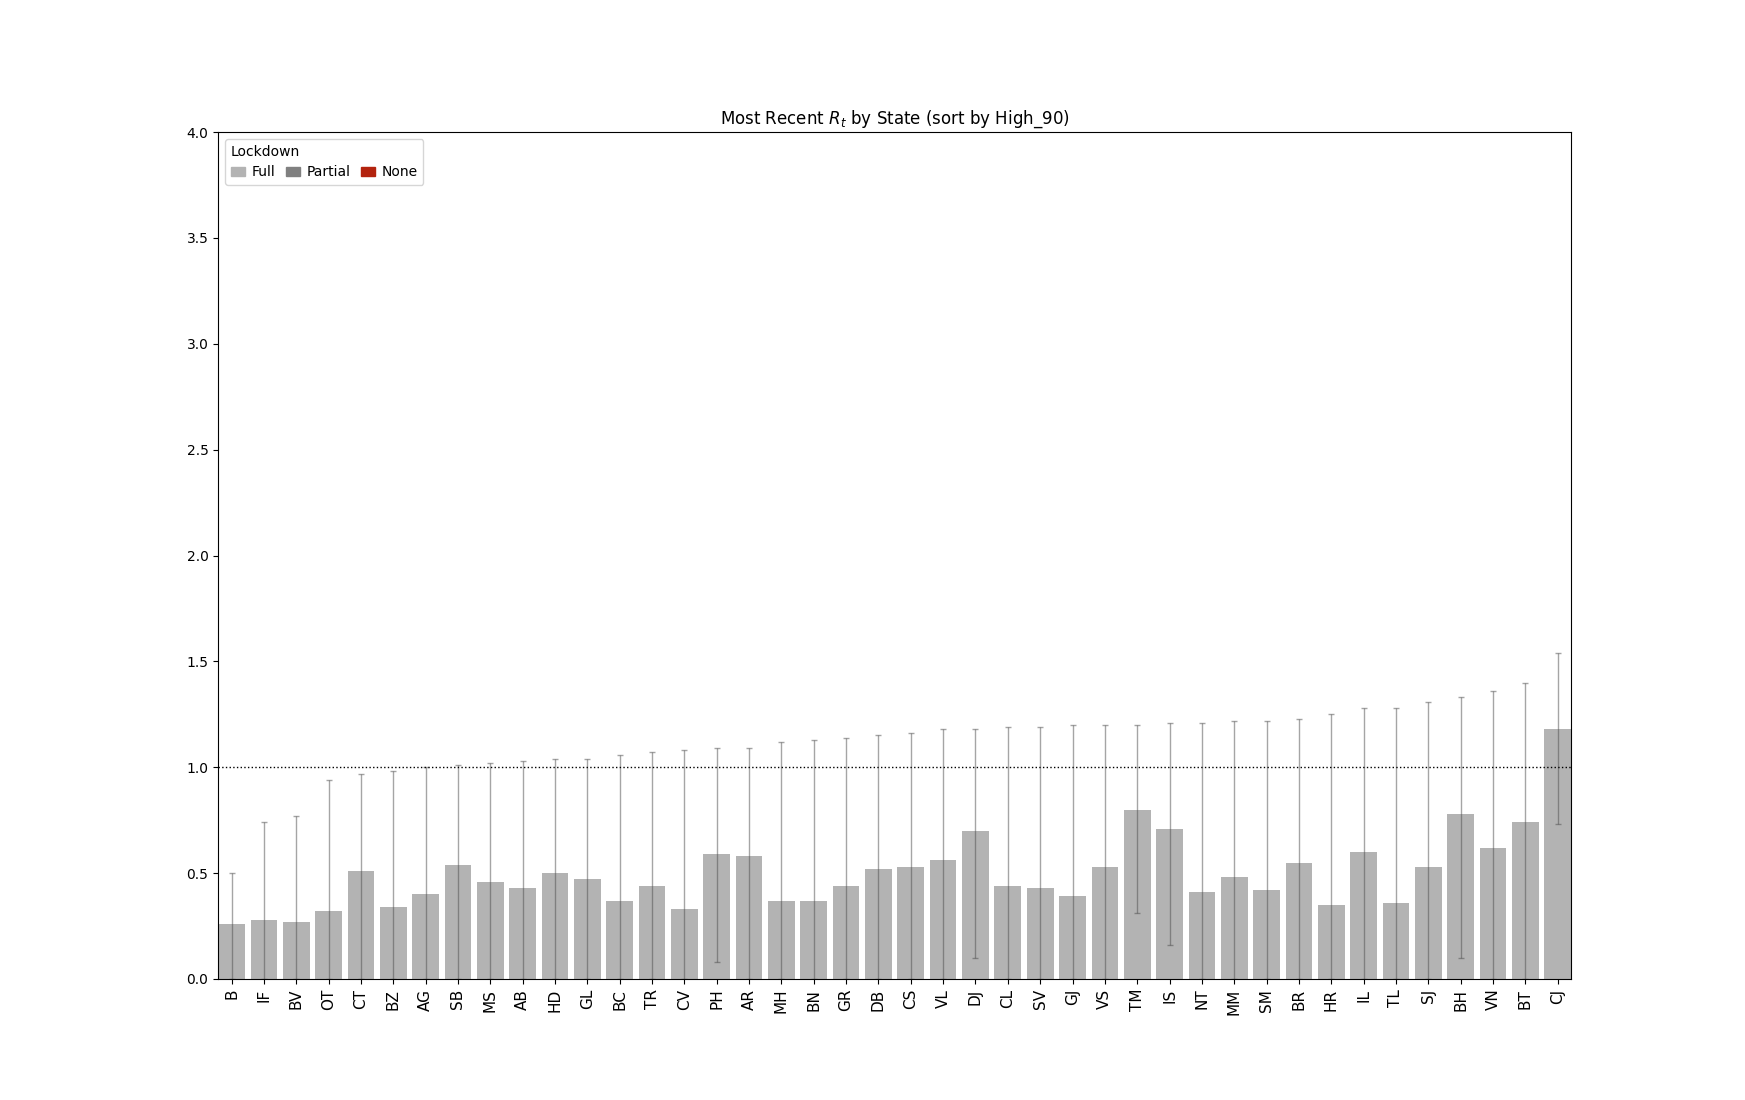 Most Recent R_t by State (sort by High_90)
Lockdown
Full Partial None
4.0
3.5
3.0
2.5
2.0
1.5
1.0
0.5
0.0
B IF BV OT CT BZ AG SB MS AB HD GL BC TR CV PH AR MH BN GR DB CS VL DJ CL SV GJ VS TM IS NT MM SM BR HR IL TL SJ BH VN BT CJ